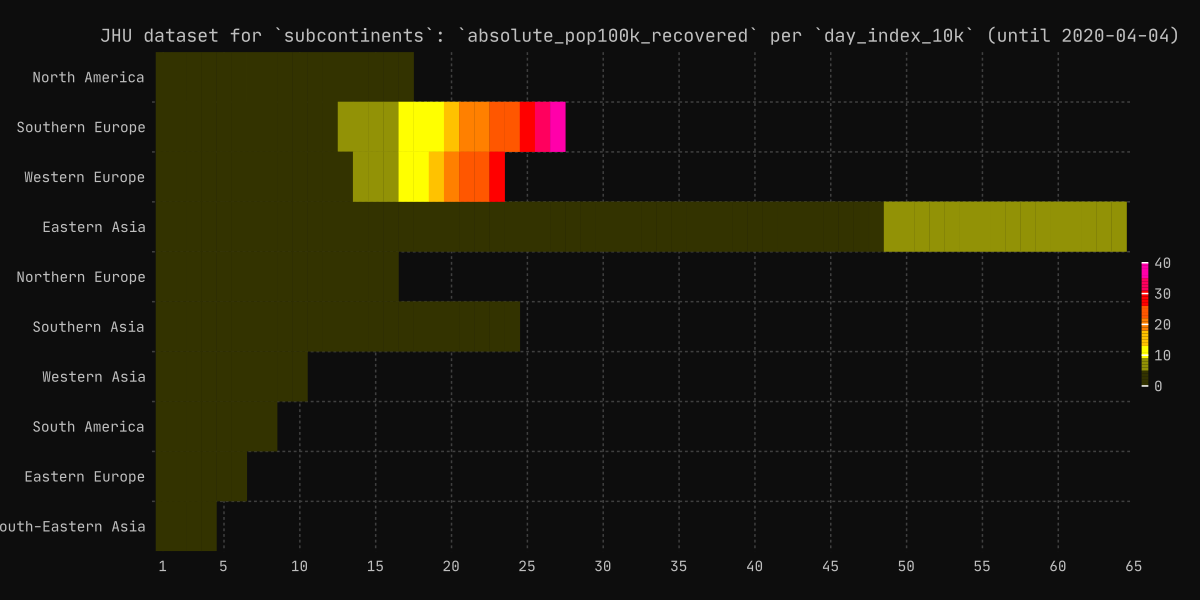 JHU dataset for `subcontinents`: `absolute_pop100k_recovered` per `day_index_10k` (until 2020-04-04)
North America
Southern Europe
Western Europe
Eastern Asia
Northern Europe
Southern Asia
Western Asia
South America
Eastern Europe
outh-Eastern Asia
40
30
20
10
0
1 5 10 15 20 25 30 35 40 45 50 55 60 65